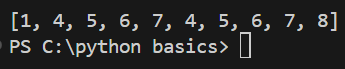 [1, 4, 5, 6, 7, 4, 5, 6, 7, 8]
PS C:\python basics>